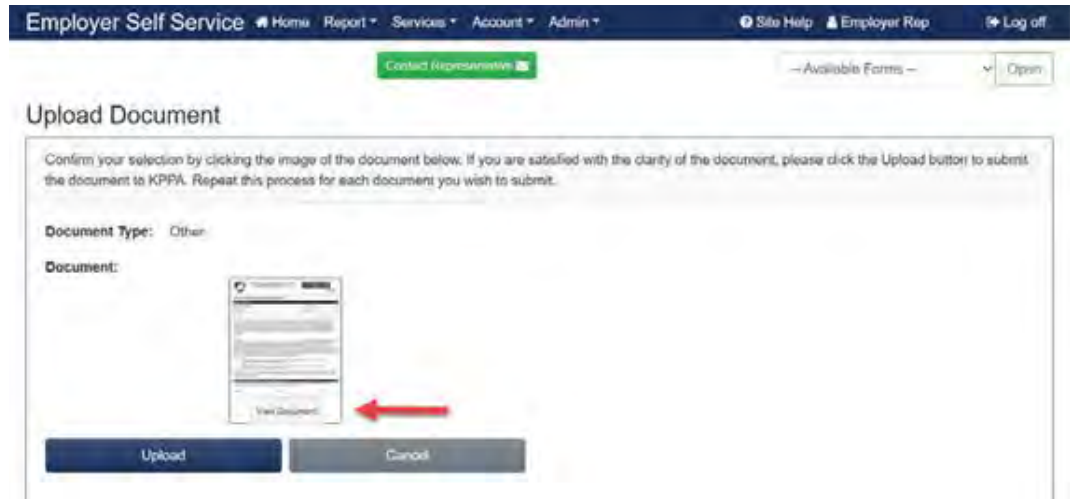 Employer Self Service Home Report Services Account Admin Site Help Employer Rep Log off
Contact Representative -- Available Forms -- Open
Upload Document
Confirm your selection by clicking the image of the document below. If you are satisfied with the clarity of the document, please click the Upload button to submit
the document to KPPA. Repeat this process for each document you wish to submit.
Document Type: Other
Document:
View Document
Upload Cancel